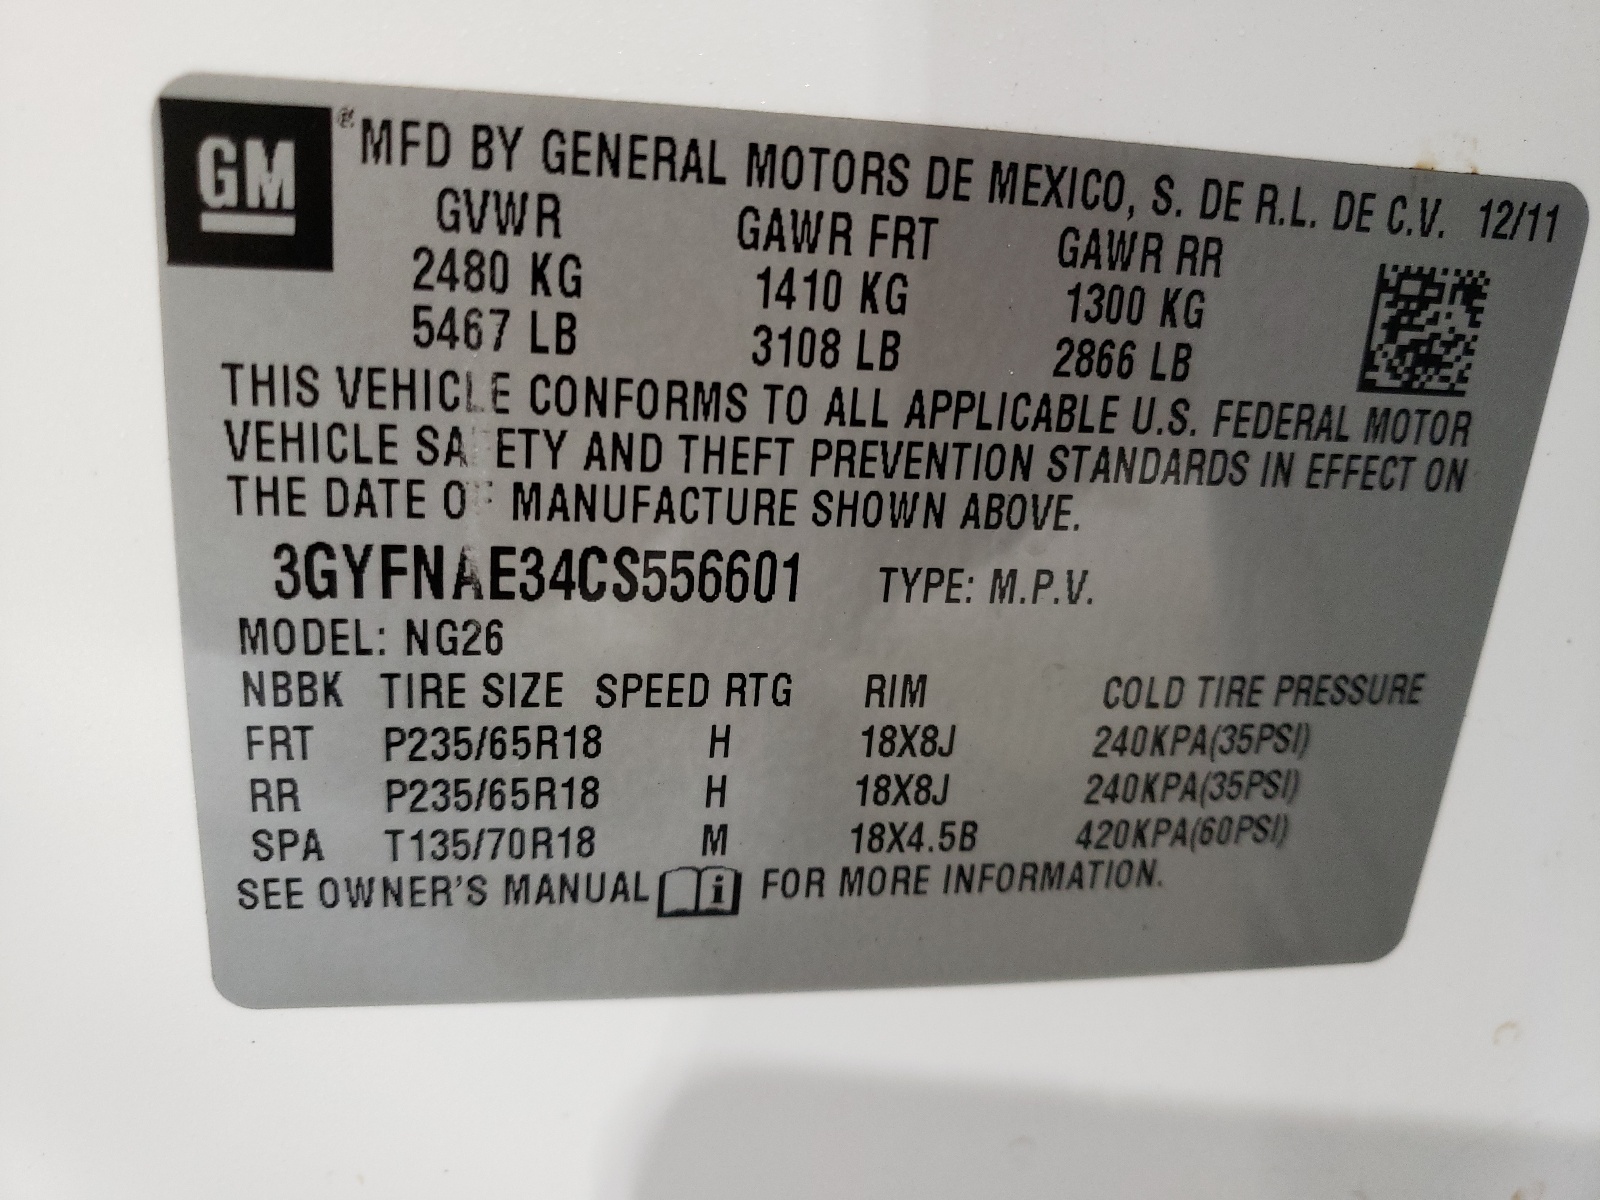 GM
® MFD BY GENERAL MOTORS DE MEXICO, S. DE R.L. DE C.V. 12/11
GVWR GAWR FRT GAWR RR
2480 KG 1410 KG 1300 KG
5467 LB 3108 LB 2866 LB
THIS VEHICLE CONFORMS TO ALL APPLICABLE U.S. FEDERAL MOTOR
VEHICLE SAFETY AND THEFT PREVENTION STANDARDS IN EFFECT ON
THE DATE OF MANUFACTURE SHOWN ABOVE.
3GYFNAE34CS556601 TYPE: M.P.V.
MODEL: NG26
NBBK TIRE SIZE SPEED RTG RIM COLD TIRE PRESSURE
FRT P235/65R18 H 18X8J 240KPA(35PSI)
RR P235/65R18 H 18X8J 240KPA(35PSI)
SPA T135/70R18 M 18X4.5B 420KPA(60PSI)
SEE OWNER'S MANUAL i FOR MORE INFORMATION.